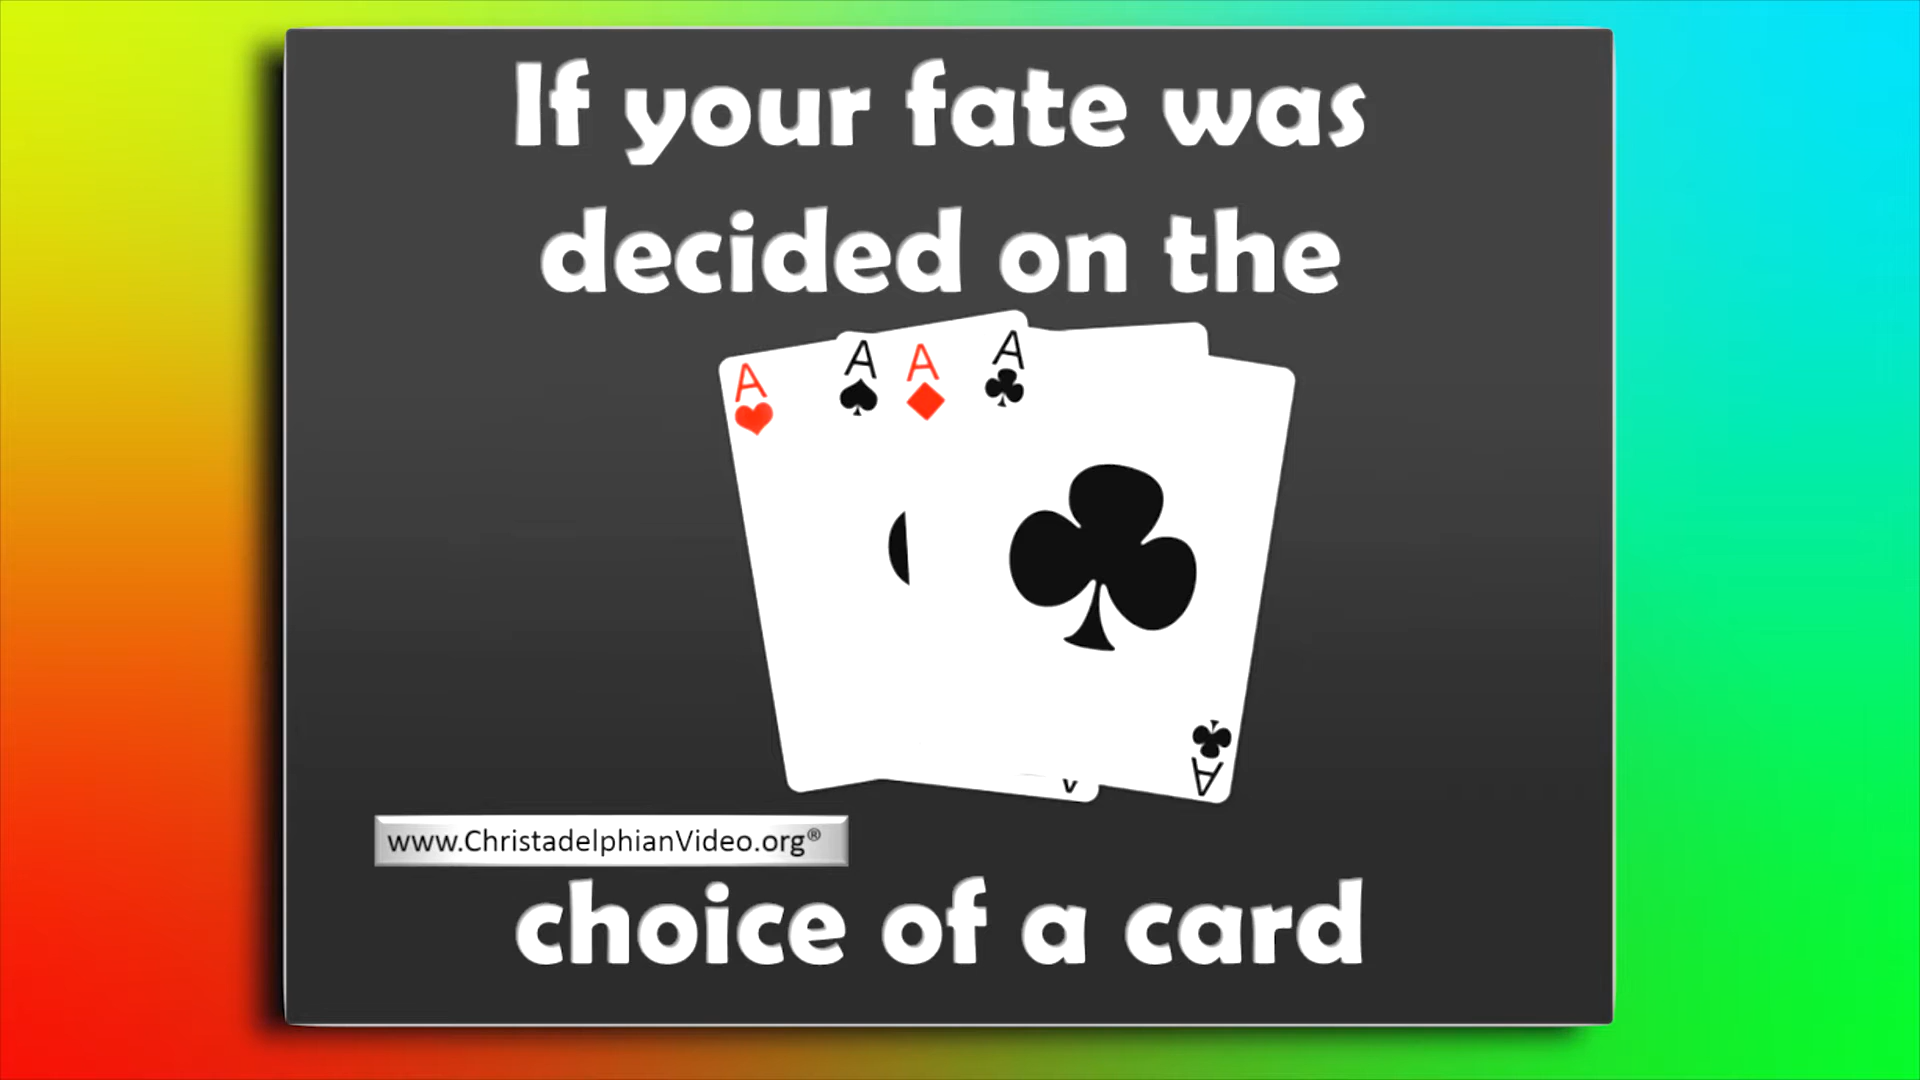 If your fate was
decided on the
A A A A
A
www.ChristadelphianVideo.org®
choice of a card